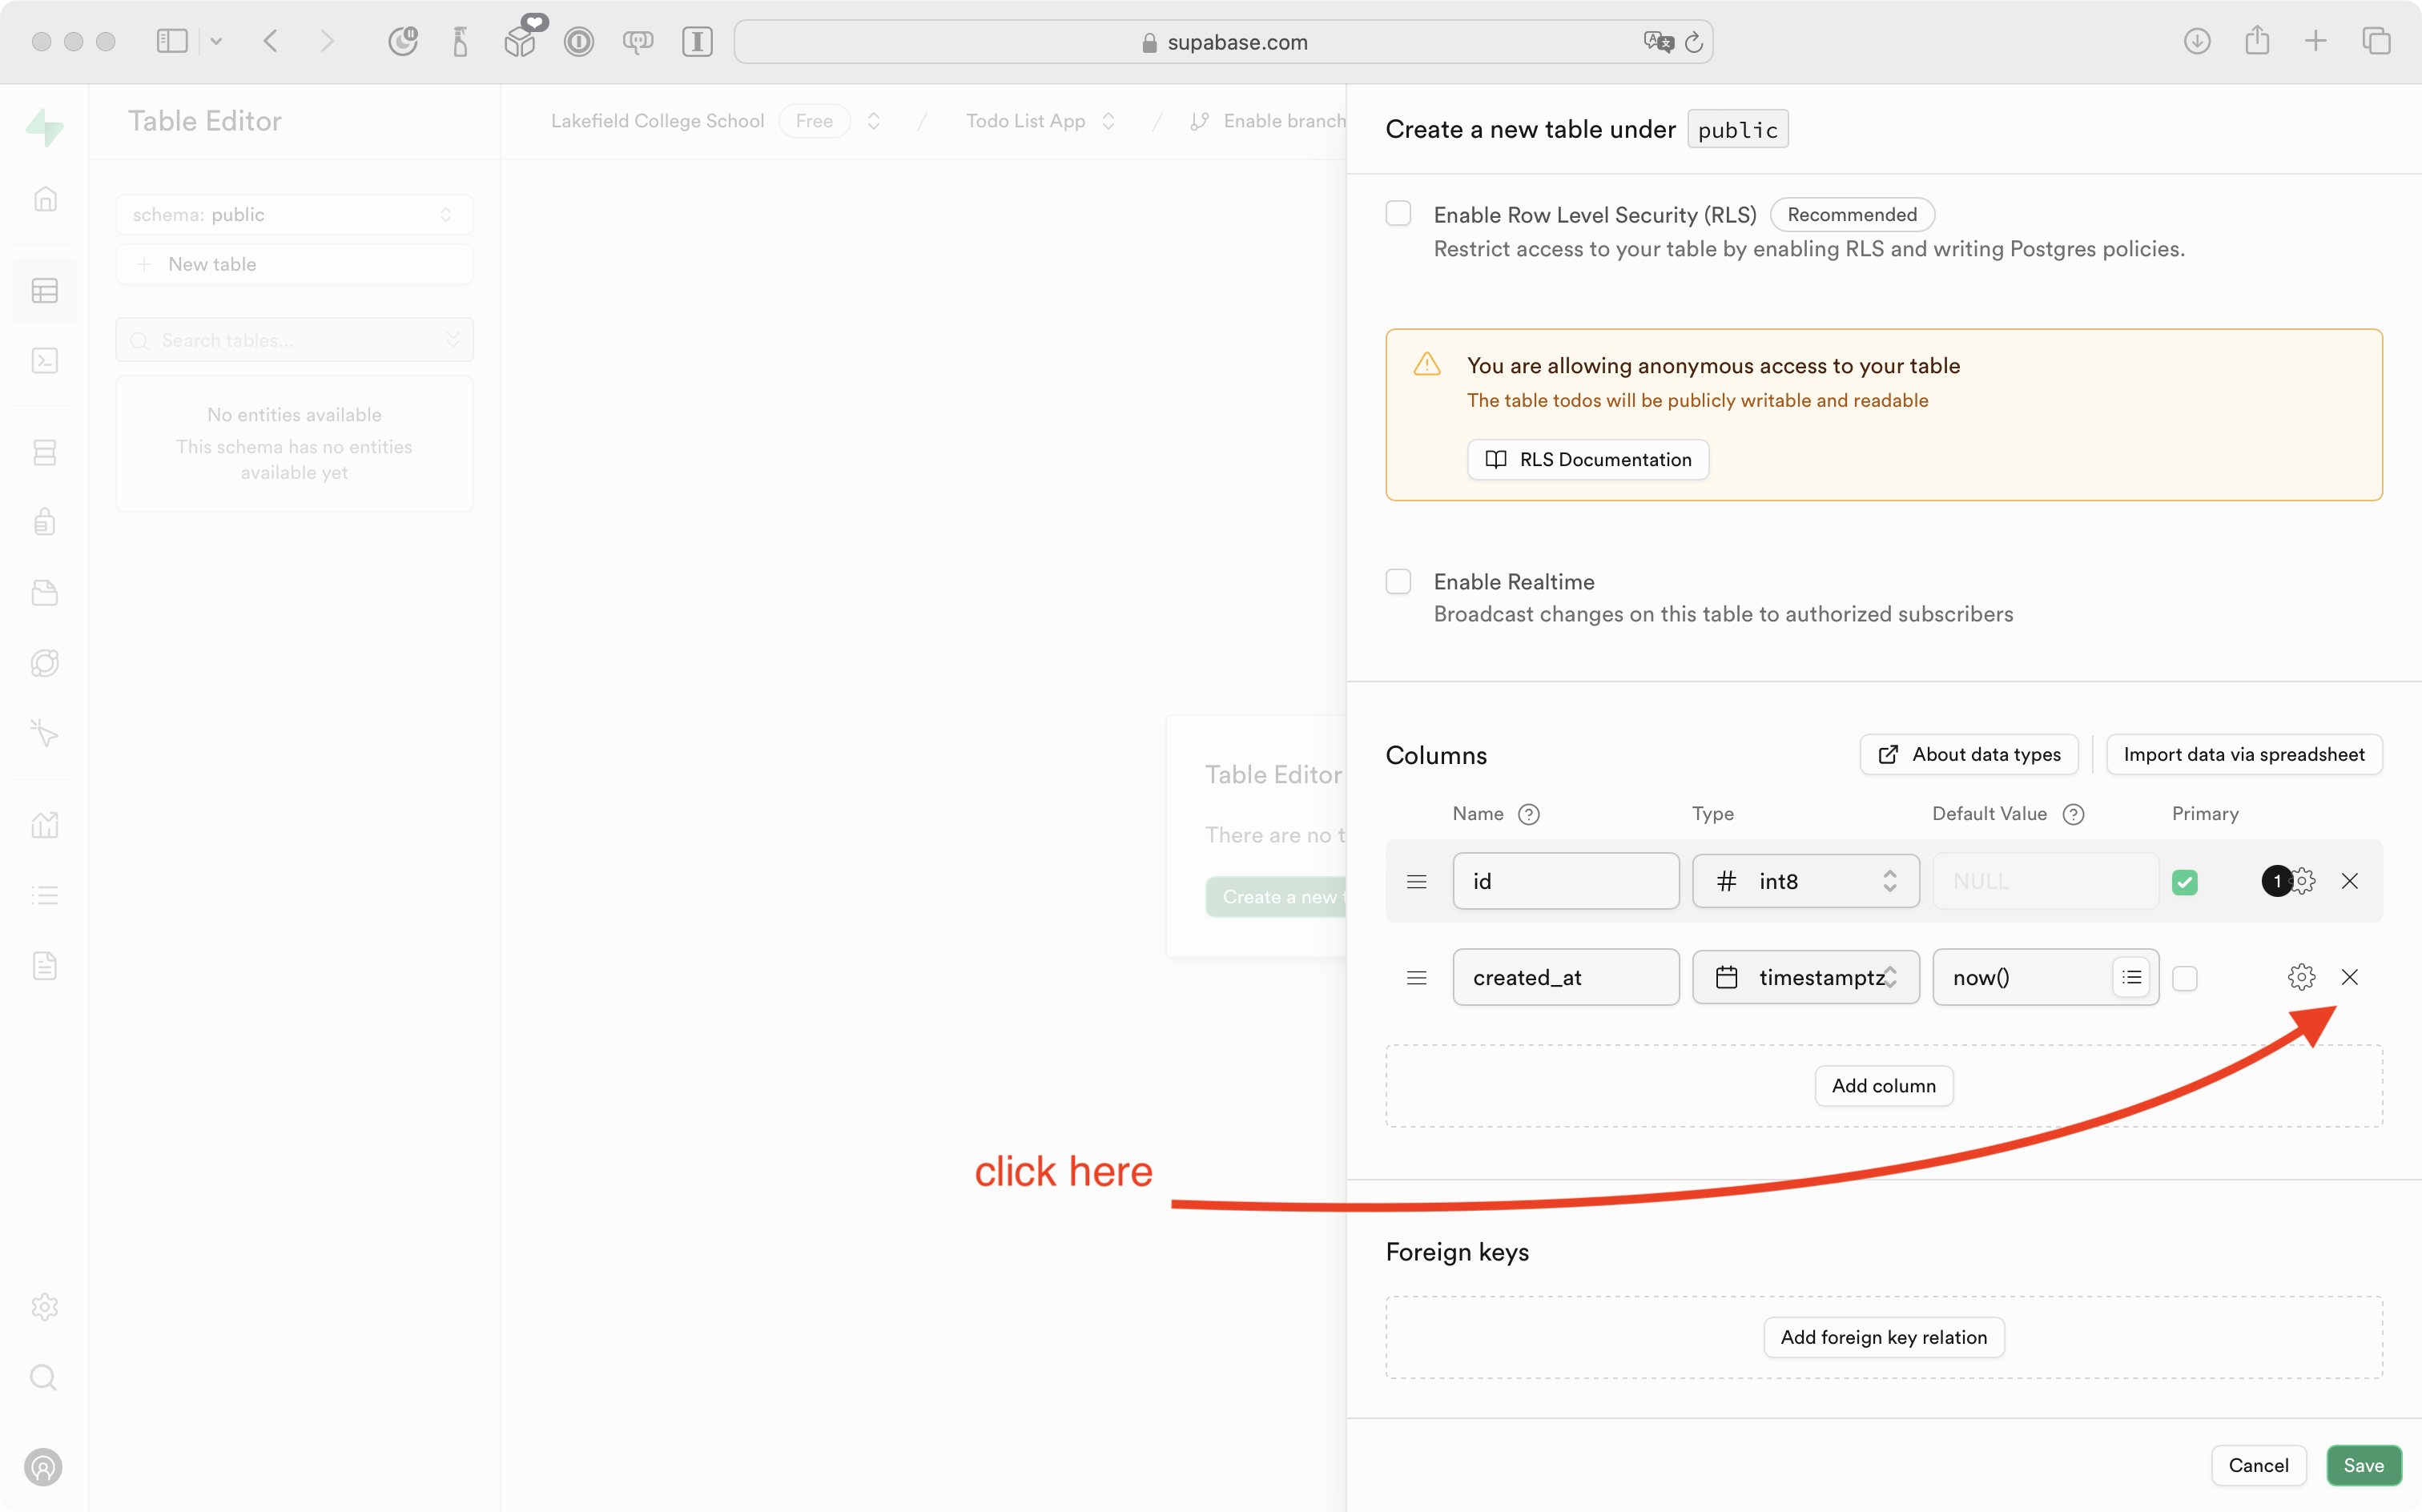 supabase.com
Table Editor
Lakefield College School Free / Todo List App / Enable branch
Create a new table under public
schema: public
New table
Search tables...
No entities available
This schema has no entities
available yet
Enable Row Level Security (RLS) Recommended
Restrict access to your table by enabling RLS and writing Postgres policies.
You are allowing anonymous access to your table
The table todos will be publicly writable and readable
RLS Documentation
Enable Realtime
Broadcast changes on this table to authorized subscribers
Table Editor
There are no t
Create a new t
Columns
About data types
Import data via spreadsheet
Name Type Default Value Primary
id # int8 NULL 1
created_at timestamptz now()
Add column
click here
Foreign keys
Add foreign key relation
Cancel Save